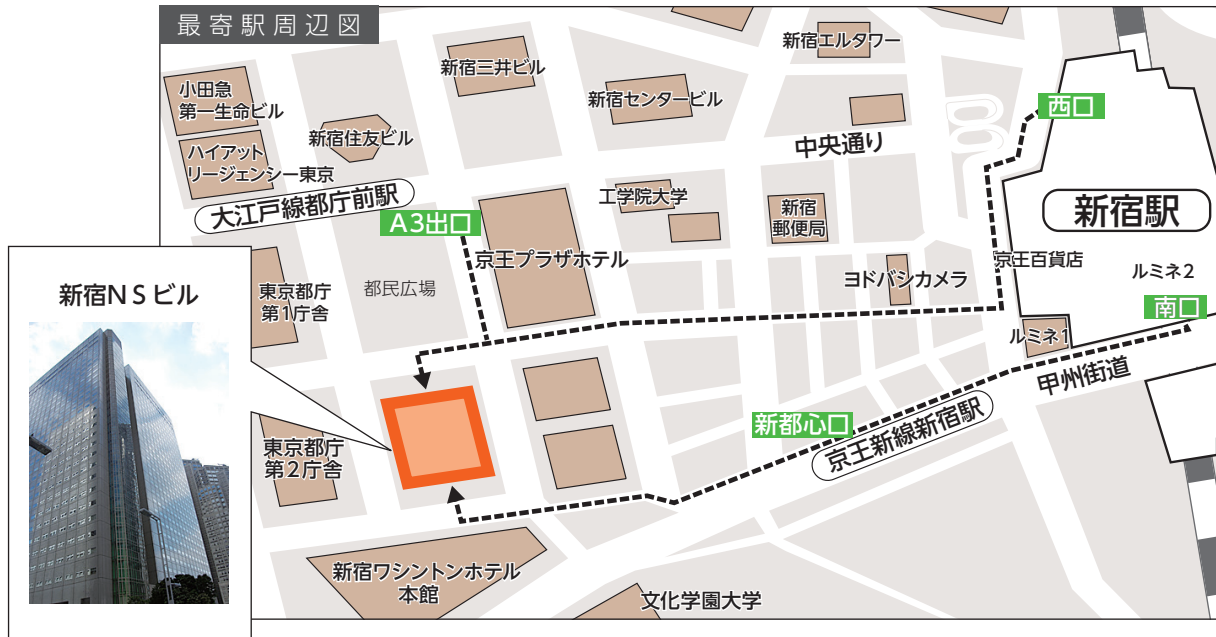 最寄駅周辺図
新宿エルタワー
新宿三井ビル
小田急
第一生命ビル
新宿センタービル
西口
新宿住友ビル
中央通り
ハイアット
リージェンシー東京
大江戸線都庁前駅
工学院大学
新宿
郵便局
新宿駅
A3出口
京王プラザホテル
京王百貨店
ルミネ2
ヨドバシカメラ
東京都庁
第1庁舎
都民広場
新宿NSビル
南口
ルミネ1
甲州街道
新都心口
京王新線新宿駅
東京都庁
第2庁舎
新宿ワシントンホテル
本館
文化学園大学